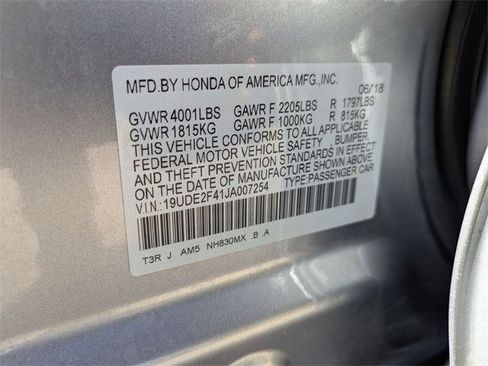 MFD.BY HONDA OF AMERICA MFG.,INC. 06/18
GVWR 4001LBS GAWR F 2205LBS R 1797LBS
GVWR 1815KG GAWR F 1000KG R 815KG
THIS VEHICLE CONFORMS TO ALL APPLICABLE
FEDERAL MOTOR VEHICLE SAFETY , BUMPER,
AND THEFT PREVENTION STANDARDS IN EFFECT
ON THE DATE OF MANUFACTURE SHOWN ABOVE.
V.I.N.:19UDE2F41JA007254 TYPE:PASSENGER CAR
T3R J AM5 NH830MX B A